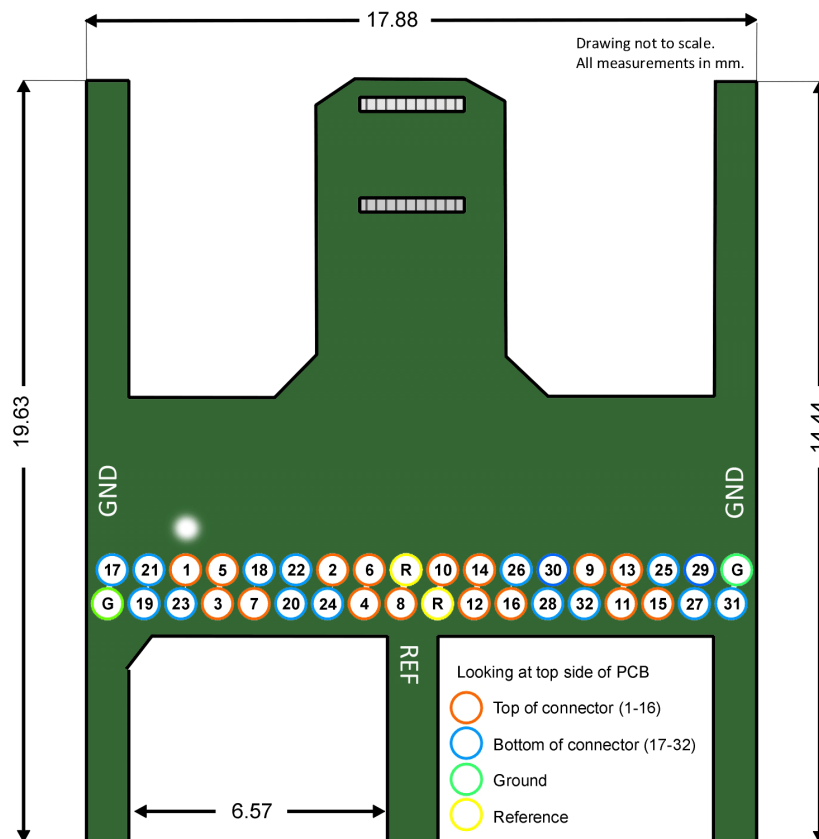 17.88
Drawing not to scale.
All measurements in mm.
19.63
14.44
GND
GND
17 21 1 5 18 22 2 6 R 10 14 26 30 9 13 25 29 G
G 19 23 3 7 20 24 4 8 R 12 16 28 32 11 15 27 31
REF
Looking at top side of PCB
Top of connector (1-16)
Bottom of connector (17-32)
Ground
Reference
6.57